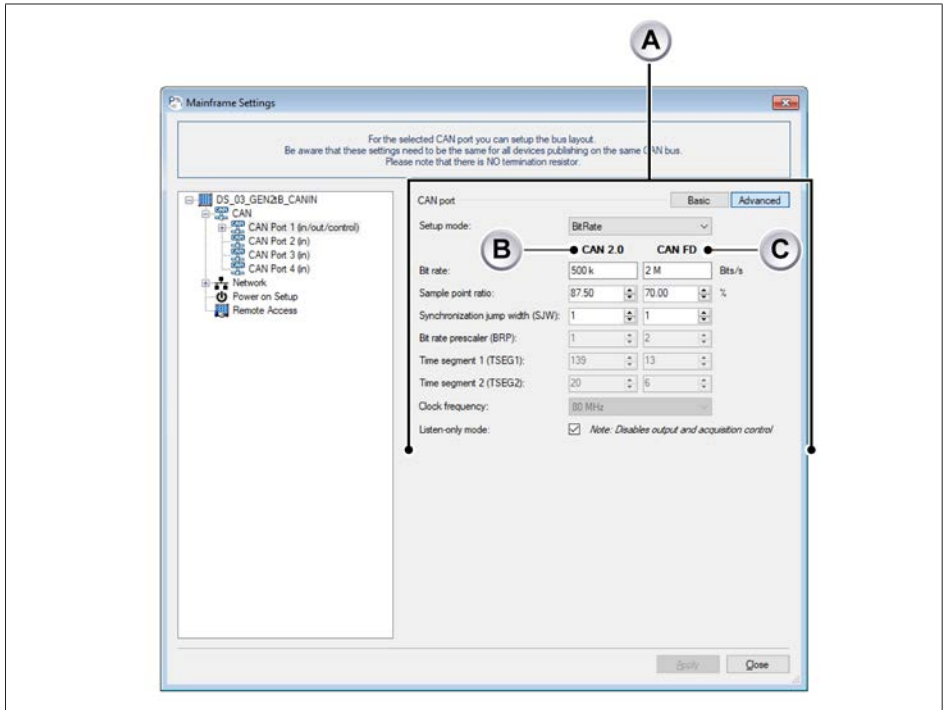 A
Mainframe Settings
For the selected CAN port you can setup the bus layout.
Be aware that these settings need to be the same for all devices publishing on the same CAN bus.
Please note that there is NO termination resistor.
DS_03_GEN2tB_CANIN
CAN
CAN Port 1 (in/out/control)
CAN Port 2 (in)
CAN Port 3 (in)
CAN Port 4 (in)
Network
Power on Setup
Remote Access
CAN port Basic Advanced
Setup mode: BitRate
B CAN 2.0 CAN FD C
Bit rate: 500 k 2 M Bits/s
Sample point ratio: 87.50 70.00 %
Synchronization jump width (SJW): 1 1
Bit rate prescaler (BRP): 1 2
Time segment 1 (TSEG1): 139 13
Time segment 2 (TSEG2): 20 6
Clock frequency: 80 MHz
Listen-only mode: Note: Disables output and acquisition control
Apply Close